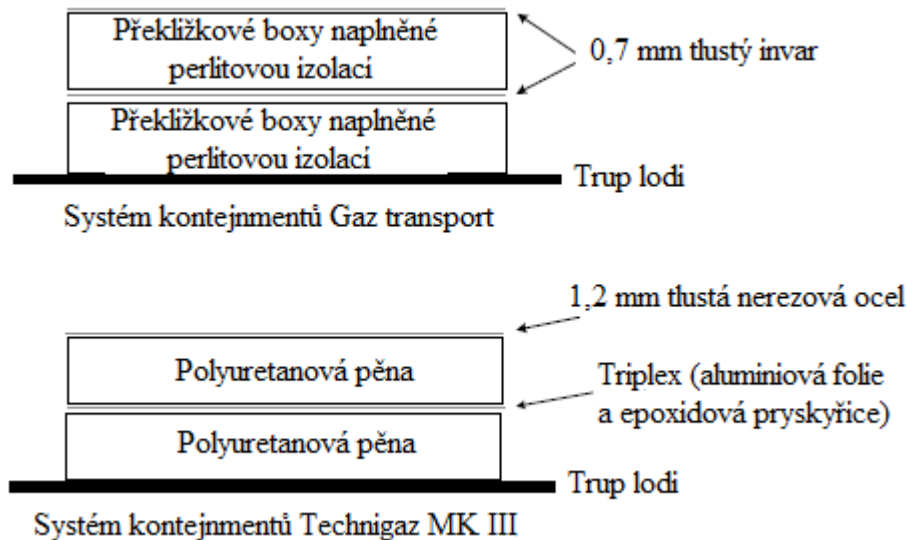 Překližkové boxy naplněné
perlitovou izolací
0,7 mm tlustý invar
Překližkové boxy naplněné
perlitovou izolací
Trup lodi
Systém kontejnmentů Gaz transport
1,2 mm tlustá nerezová ocel
Polyuretanová pěna
Triplex (aluminiová folie
a epoxidová pryskyřice)
Polyuretanová pěna
Trup lodi
Systém kontejnmentů Technigaz MK III